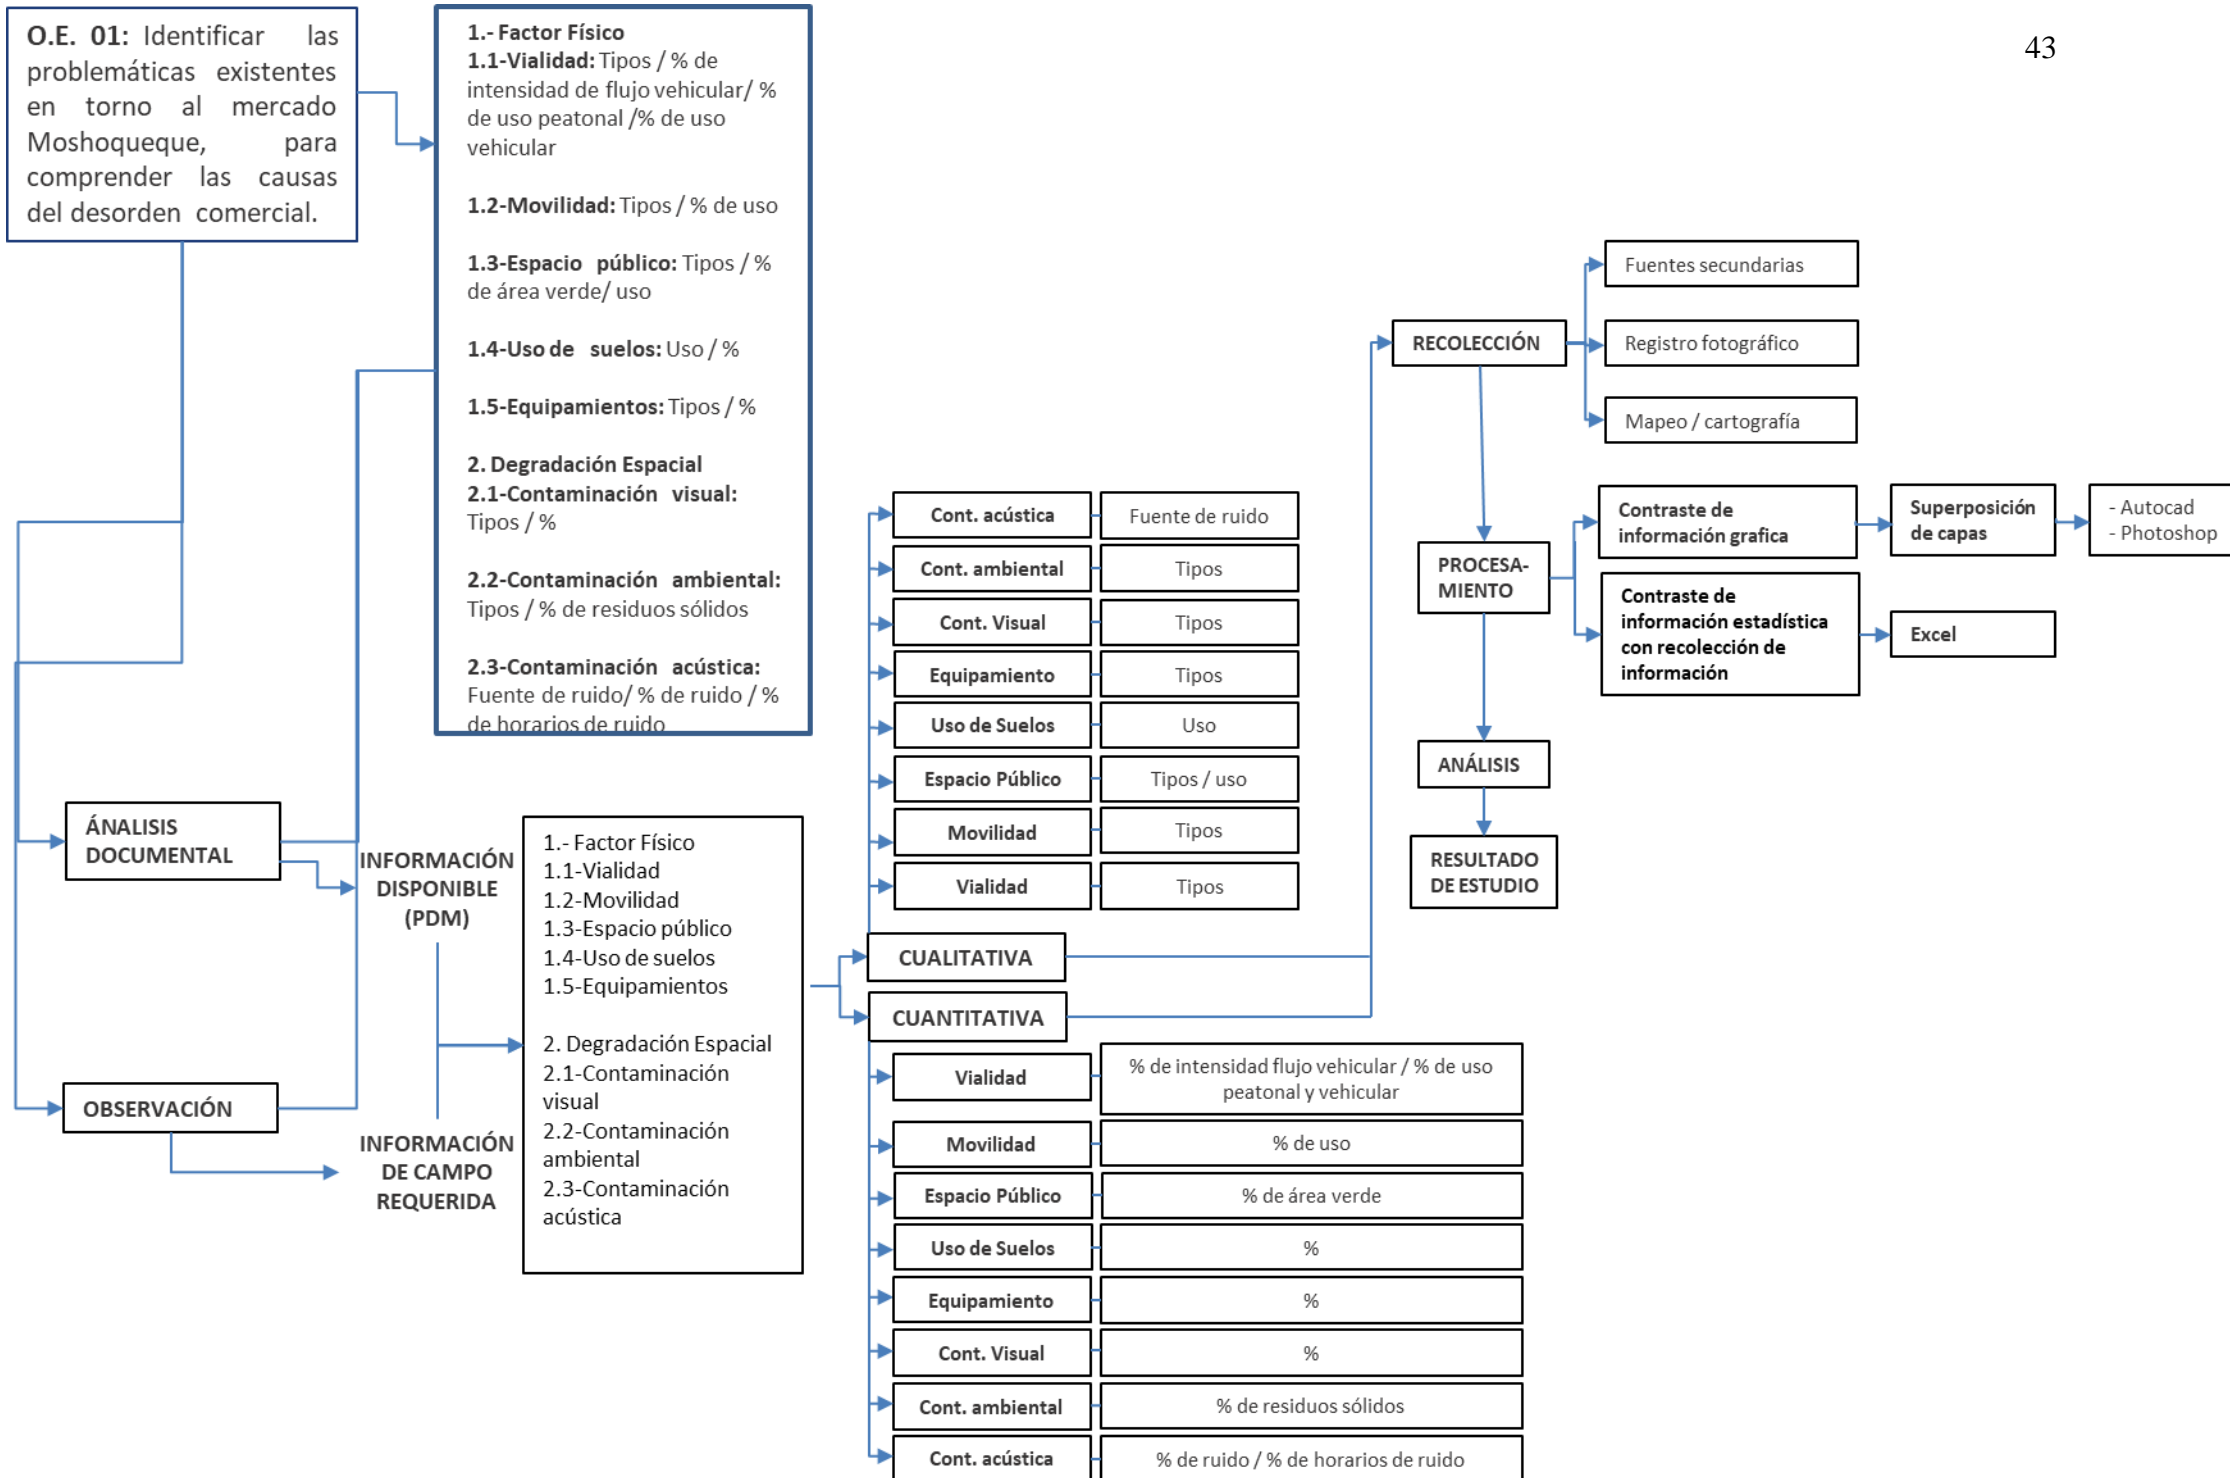 43
O.E. 01: Identificar las
problemáticas existentes
en torno al mercado
Moshoqueque, para
comprender las causas
del desorden comercial.
1.- Factor Físico
1.1-Vialidad: Tipos / % de
intensidad de flujo vehicular/ %
de uso peatonal /% de uso
vehicular
1.2-Movilidad: Tipos / % de uso
1.3-Espacio público: Tipos / %
de área verde/ uso
1.4-Uso de suelos: Uso / %
1.5-Equipamientos: Tipos / %
2. Degradación Espacial
2.1-Contaminación visual:
Tipos / %
2.2-Contaminación ambiental:
Tipos / % de residuos sólidos
2.3-Contaminación acústica:
Fuente de ruido/ % de ruido / %
de horarios de ruido
ÁNALISIS
DOCUMENTAL
OBSERVACIÓN
INFORMACIÓN
DISPONIBLE
(PDM)
INFORMACIÓN
DE CAMPO
REQUERIDA
1.- Factor Físico
1.1-Vialidad
1.2-Movilidad
1.3-Espacio público
1.4-Uso de suelos
1.5-Equipamientos
2. Degradación Espacial
2.1-Contaminación
visual
2.2-Contaminación
ambiental
2.3-Contaminación
acústica
Cont. acústica Fuente de ruido
Cont. ambiental Tipos
Cont. Visual Tipos
Equipamiento Tipos
Uso de Suelos Uso
Espacio Público Tipos / uso
Movilidad Tipos
Vialidad Tipos
CUALITATIVA
CUANTITATIVA
Vialidad
% de intensidad flujo vehicular / % de uso
peatonal y vehicular
Movilidad % de uso
Espacio Público % de área verde
Uso de Suelos %
Equipamiento %
Cont. Visual %
Cont. ambiental % de residuos sólidos
Cont. acústica % de ruido / % de horarios de ruido
RECOLECCIÓN
Fuentes secundarias
Registro fotográfico
Mapeo / cartografía
PROCESA-
MIENTO
Contraste de
información grafica
Superposición
de capas
- Autocad
- Photoshop
Contraste de
información estadística
con recolección de
información
Excel
ANÁLISIS
RESULTADO
DE ESTUDIO